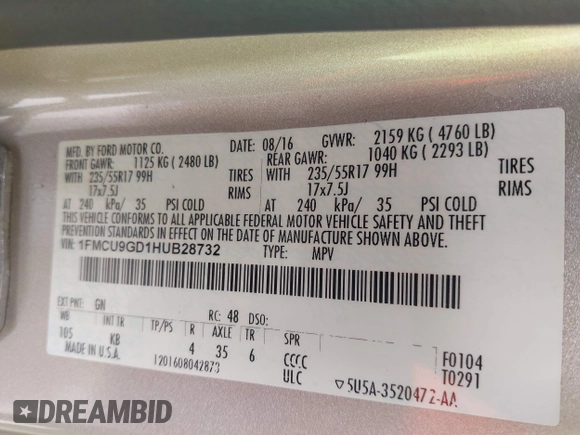 MFD. BY FORD MOTOR CO.
DATE: 08/16 GVWR: 2159 KG ( 4760 LB)
FRONT GAWR: 1125 KG ( 2480 LB) REAR GAWR: 1040 KG ( 2293 LB)
WITH 235/55R17 99H TIRES WITH 235/55R17 99H TIRES
17x7.5J RIMS 17x7.5J RIMS
AT 240 kPa/ 35 PSI COLD AT 240 kPa/ 35 PSI COLD
THIS VEHICLE CONFORMS TO ALL APPLICABLE FEDERAL MOTOR VEHICLE SAFETY AND THEFT
PREVENTION STANDARDS IN EFFECT ON THE DATE OF MANUFACTURE SHOWN ABOVE.
VIN: 1FMCU9GD1HUB28732 TYPE: MPV
EXT PNT: GN RC: 48 DSO:
WB INT TR TP/PS R AXLE TR SPR
105 KB 4 35 6 CCCC F0104
MADE IN U.S.A. 1201608042873 ULC T0291
▽5U5A-3520472-AA
DREAMBID